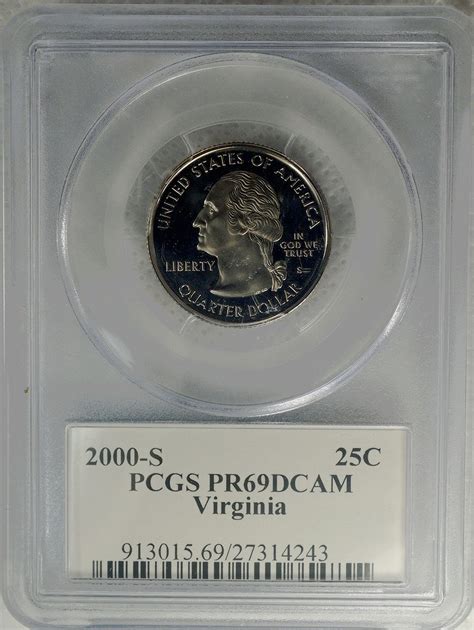 UNITED STATES OF AMERICA
IN
GOD WE
TRUST
LIBERTY
S
QUARTER DOLLAR
2000-S 25C
PCGS PR69DCAM
Virginia
913015.69/27314243